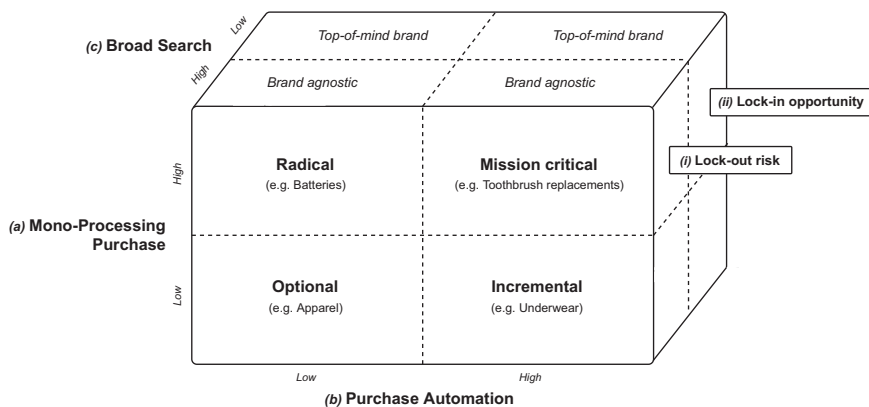 Low
Top-of-mind brand
Top-of-mind brand
(c) Broad Search
High
Brand agnostic
Brand agnostic
(ii) Lock-in opportunity
High
Radical
(e.g. Batteries)
Mission critical
(e.g. Toothbrush replacements)
(i) Lock-out risk
(a) Mono-Processing
Purchase
Low
Optional
(e.g. Apparel)
Incremental
(e.g. Underwear)
Low
High
(b) Purchase Automation